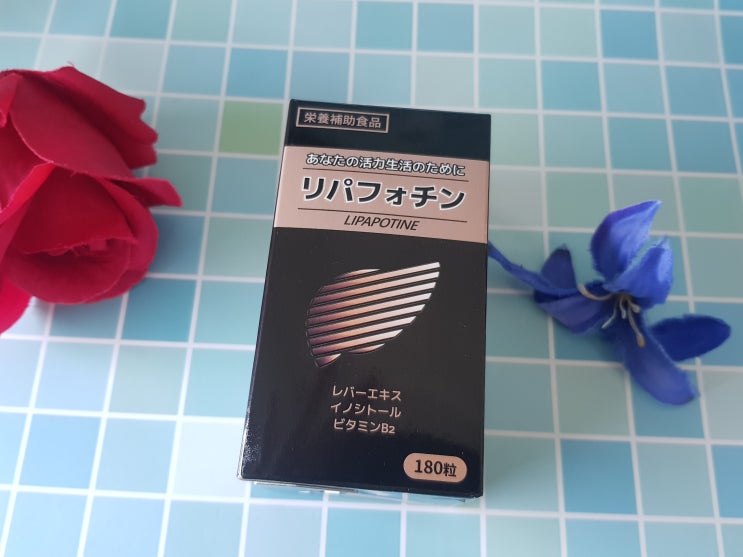 栄養補助食品
あなたの活力生活のために
リパフォチン
LIPAPOTINE
レバーエキス
イノシトール
ビタミンB2
180粒